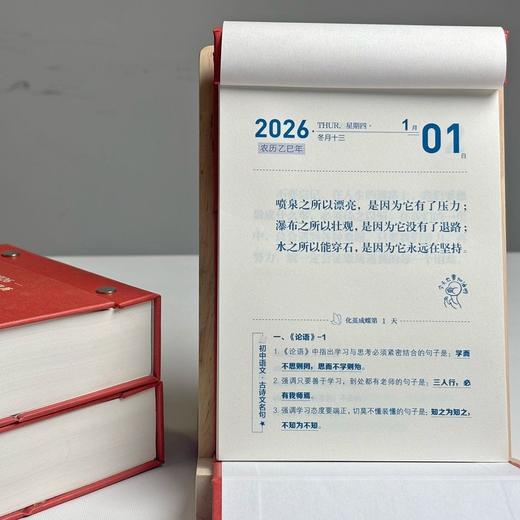 2026
THUR. 星期四·
冬月十三
农历乙巳年
1月
01日
喷泉之所以漂亮，是因为它有了压力；
瀑布之所以壮观，是因为它没有了退路；
水之所以能穿石，是因为它永远在坚持。
化茧成蝶第 1 天
初中语文·古诗文名句
一、《论语》-1
1.《论语》中指出学习与思考必须紧密结合的句子是：学而
不思则罔，思而不学则殆。
2. 强调只要善于学习，到处都有老师的句子是：三人行，必
有我师焉。
3. 强调学习态度要端正，切莫不懂装懂的句子是：知之为知之，
不知为不知。